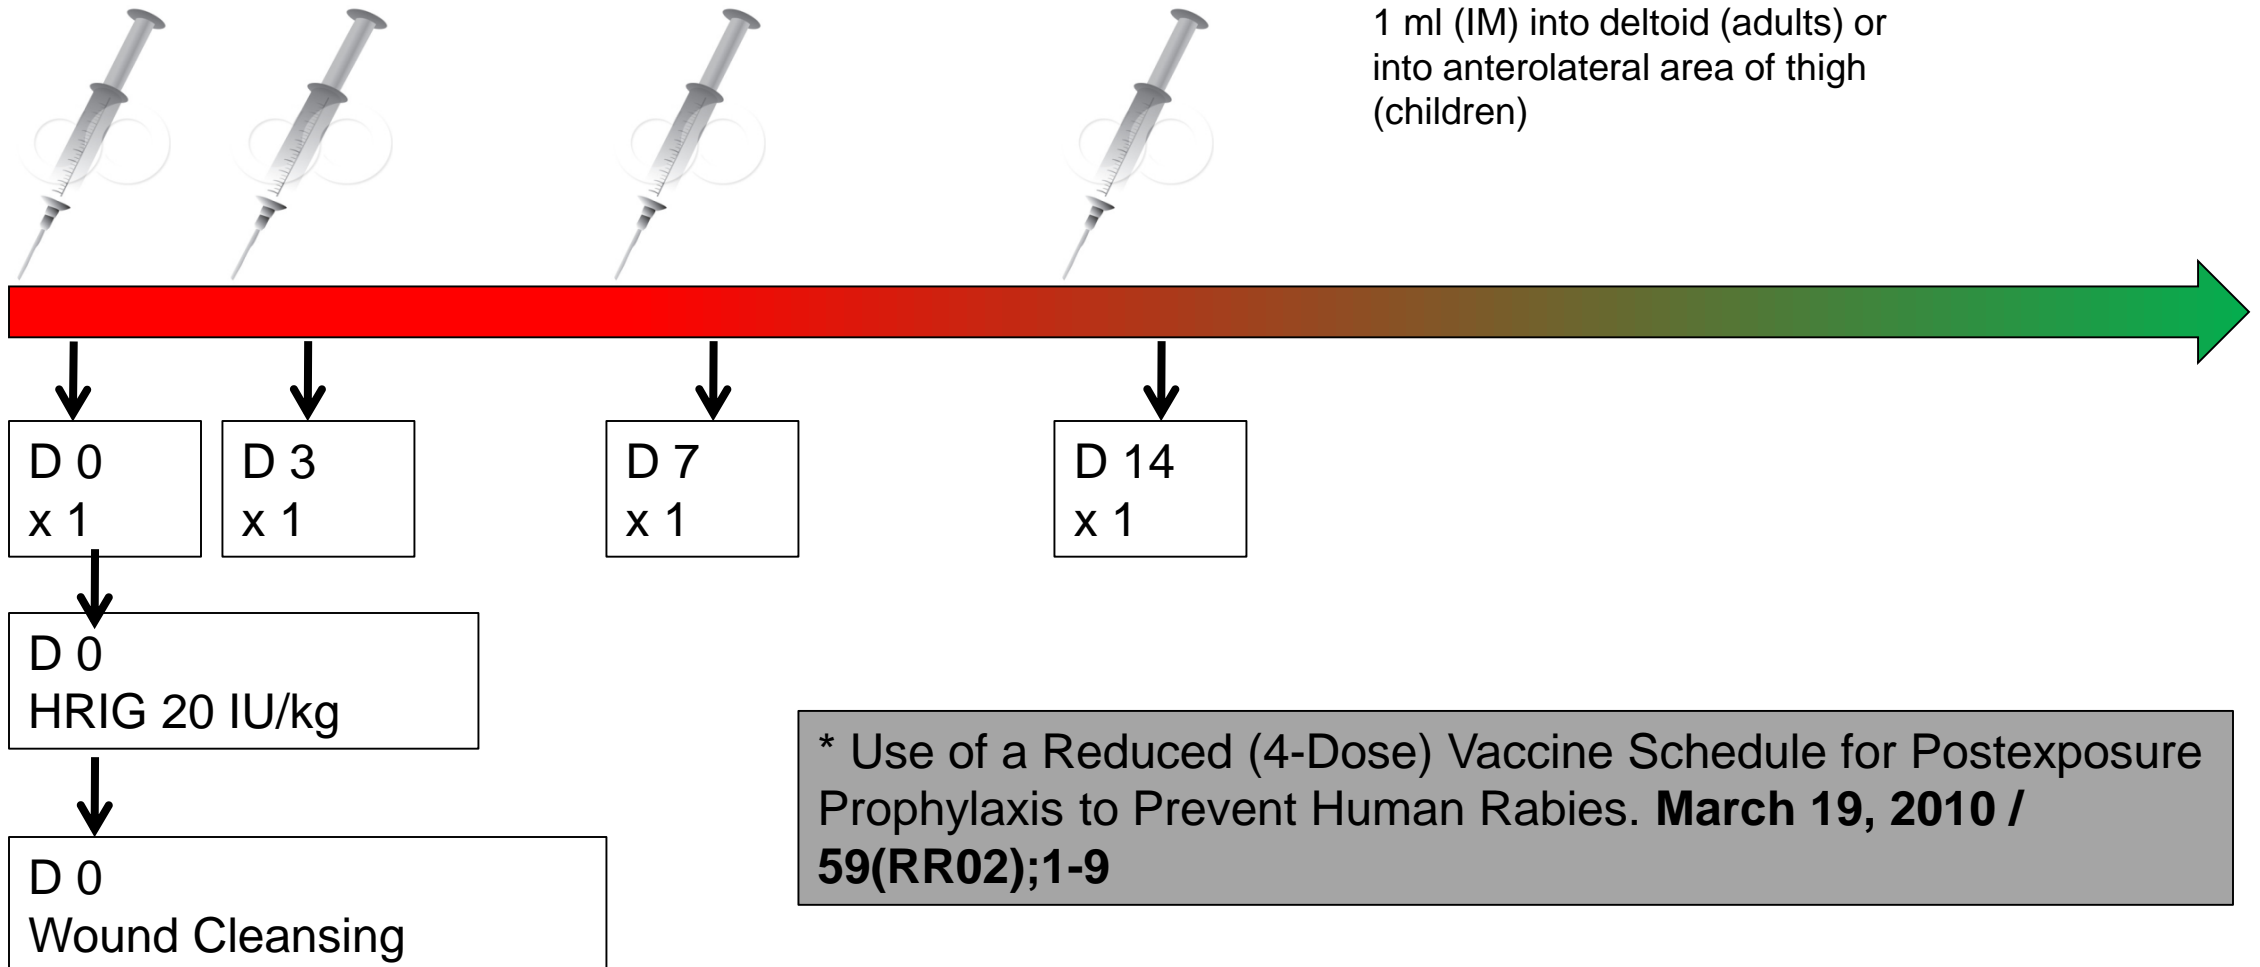 1 ml (IM) into deltoid (adults) or
into anterolateral area of thigh
(children)
D 0
x 1
D 3
x 1
D 7
x 1
D 14
x 1
D 0
HRIG 20 IU/kg
* Use of a Reduced (4-Dose) Vaccine Schedule for Postexposure
Prophylaxis to Prevent Human Rabies. March 19, 2010 /
59(RR02);1-9
D 0
Wound Cleansing